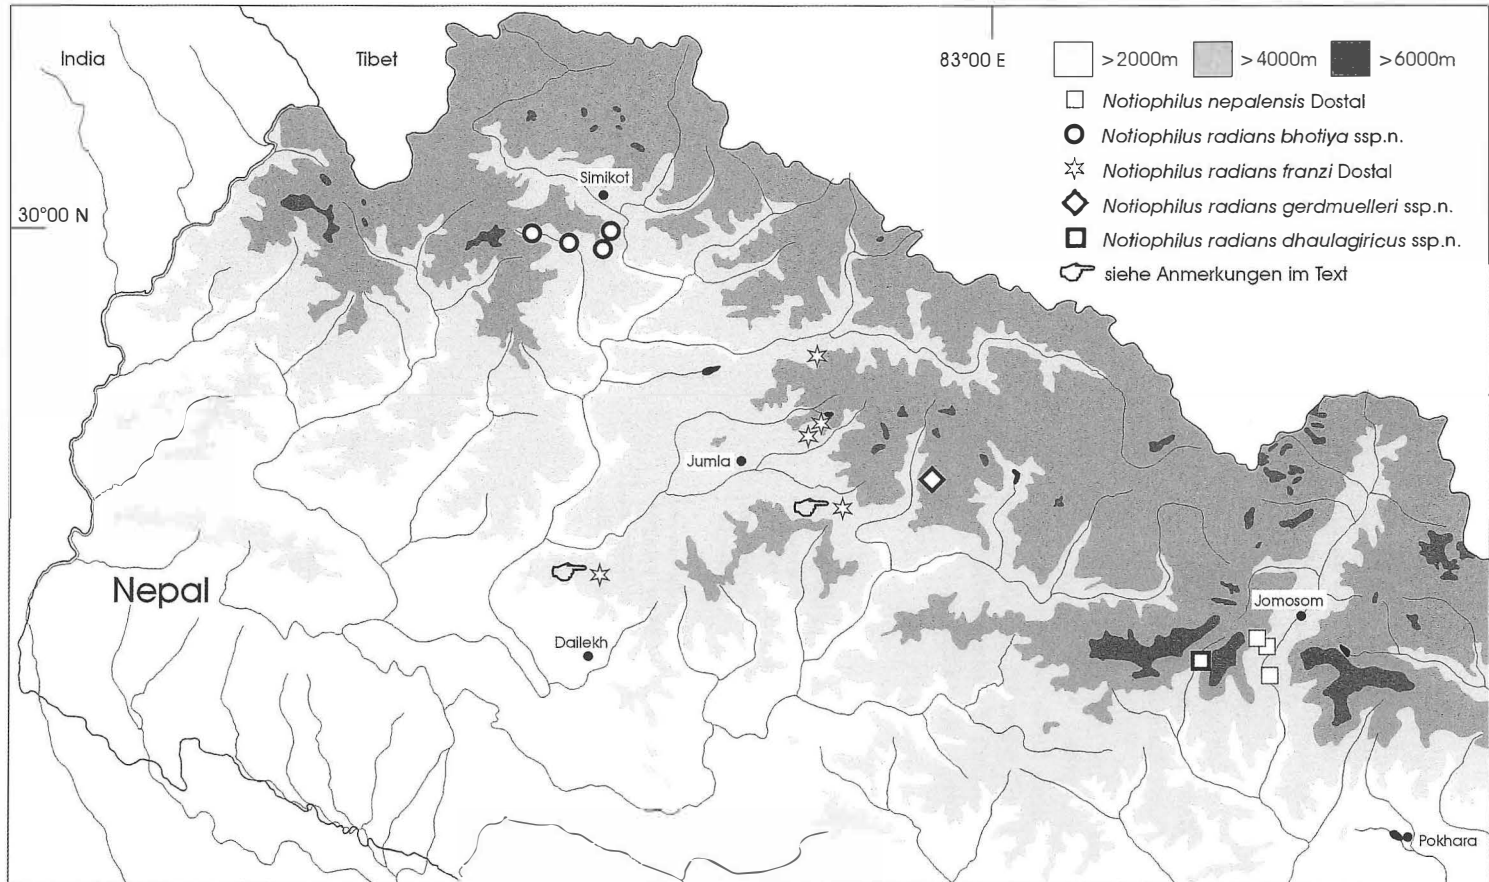 India
Tibet
83°00 E
>2000m
>4000m
>6000m
Notiophilus nepalensis Dostal
Notiophilus radians bhotiya ssp.n.
Notiophilus radians franzi Dostal
Notiophilus radians gerdmuelleri ssp.n.
Notiophilus radians dhaulagiricus ssp.n.
siehe Anmerkungen im Text
Simikot
30°00 N
Jumla
Nepal
Jomosom
Dailekh
Pokhara